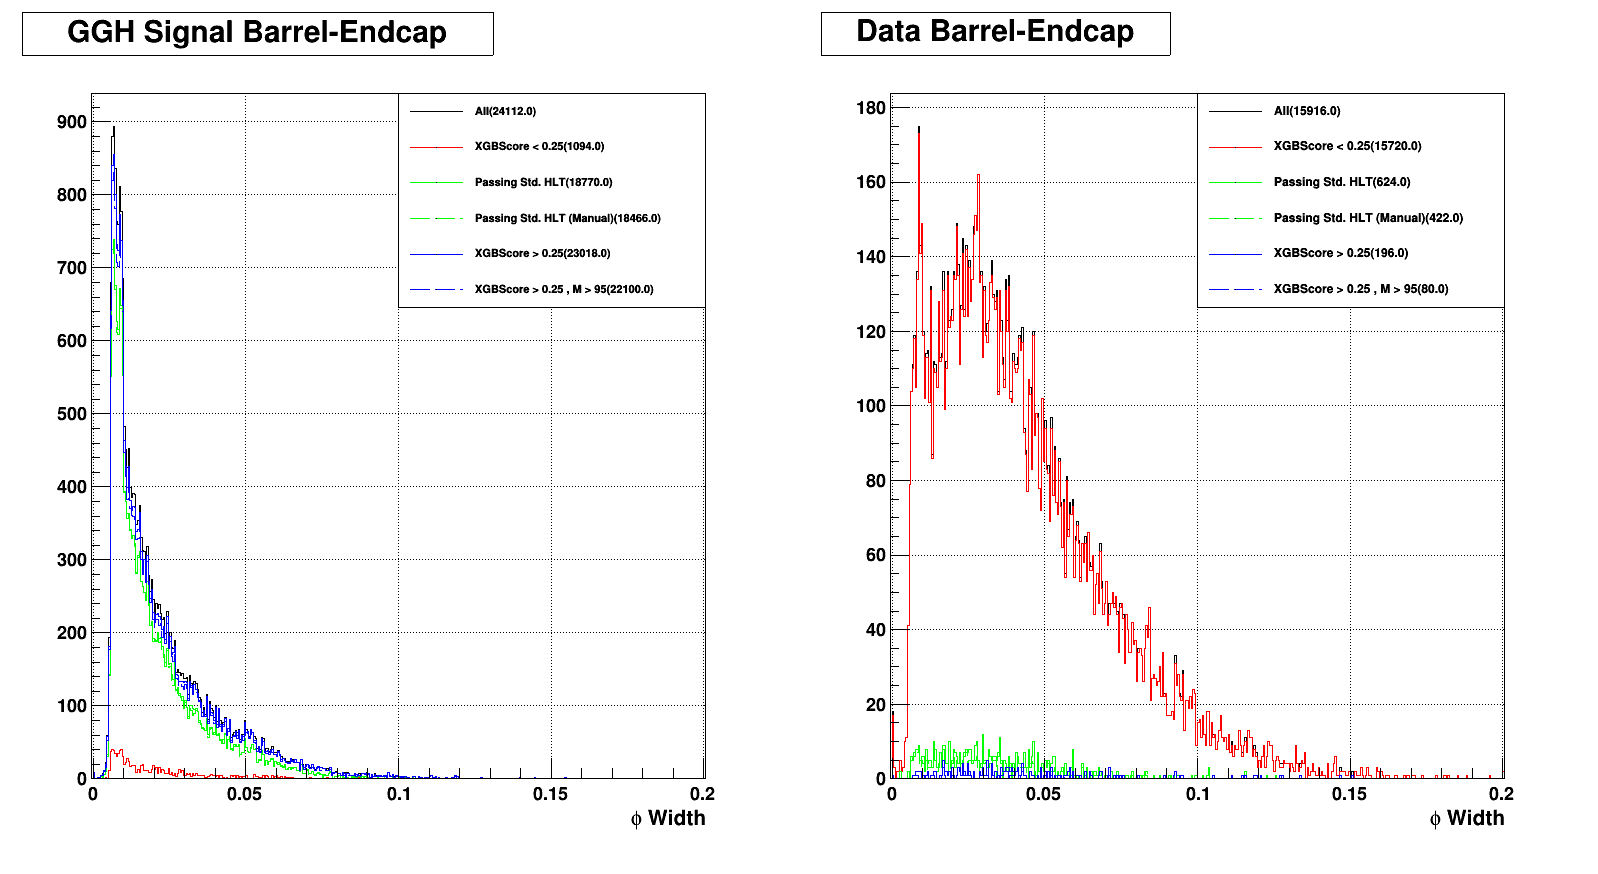 GGH Signal Barrel-Endcap
All(24112.0)
XGBScore < 0.25(1094.0)
Passing Std. HLT(18770.0)
Passing Std. HLT (Manual)(18466.0)
XGBScore > 0.25(23018.0)
XGBScore > 0.25 , M > 95(22100.0)
900
800
700
600
500
400
300
200
100
0
0
0.05
0.1
0.15
0.2
ϕ Width
Data Barrel-Endcap
All(15916.0)
XGBScore < 0.25(15720.0)
Passing Std. HLT(624.0)
Passing Std. HLT (Manual)(422.0)
XGBScore > 0.25(196.0)
XGBScore > 0.25 , M > 95(80.0)
180
160
140
120
100
80
60
40
20
0
0
0.05
0.1
0.15
0.2
ϕ Width